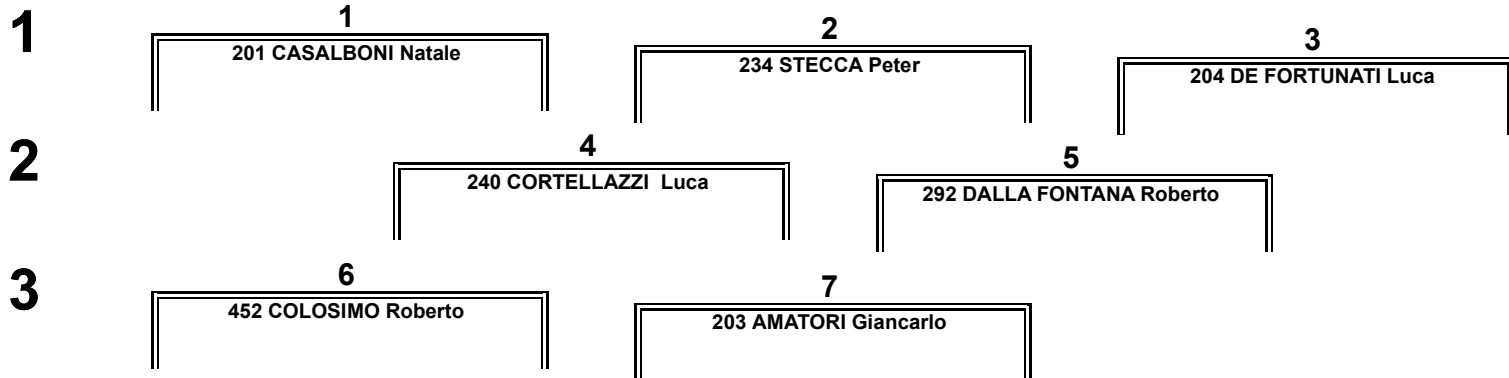 1
1
201 CASALBONI Natale
2
234 STECCA Peter
3
204 DE FORTUNATI Luca
2
4
240 CORTELLAZZI  Luca
5
292 DALLA FONTANA Roberto
3
6
452 COLOSIMO Roberto
7
203 AMATORI Giancarlo